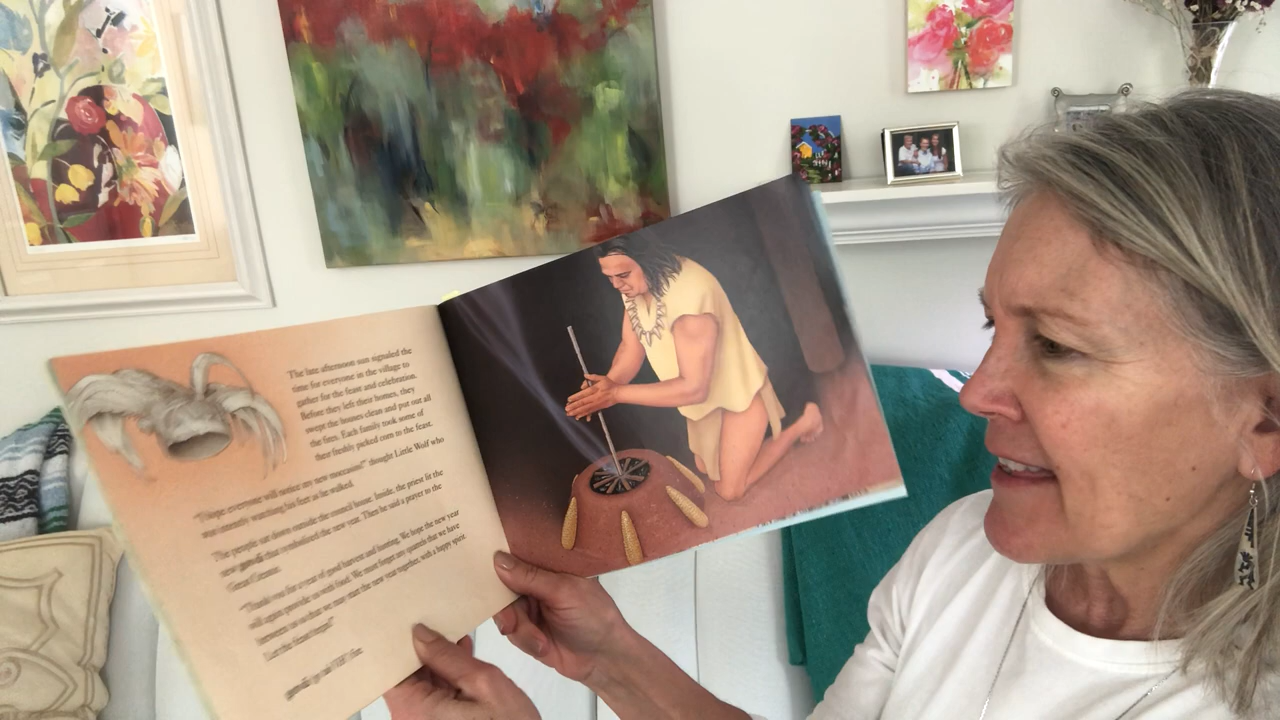 The late afternoon sun signaled the
time for everyone in the village to
gather for the feast and celebration.
Before they left their homes, they
swept the houses clean and put out all
the fires. Each family took some of
their freshly picked corn to the feast.
"I hope everyone will notice my new moccasins!" thought Little Wolf who
was intently watching his feet as he walked.
The people sat down outside the council house. Inside, the priest lit the
new that symbolized the new year. Then he said a prayer to the
Great
"Thank you for a year of good harvest and hunting. We hope the new year
will again provide us with food. We must forget any quarrels that we have
between us so that we may start the new year together, with a happy spirit.
Let the feast begin!"